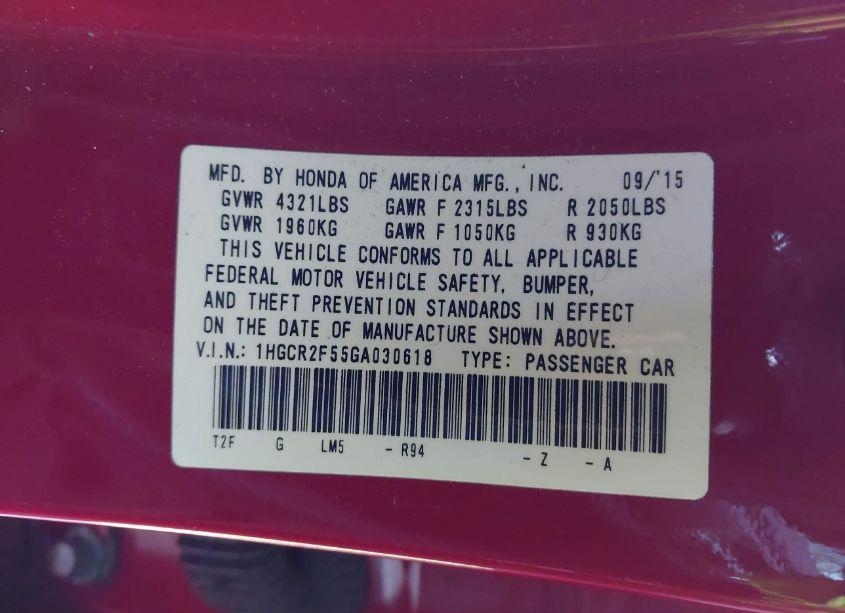 MFD. BY HONDA OF AMERICA MFG., INC. 09/'15
GVWR 4321LBS GAWR F 2315LBS R 2050LBS
GVWR 1960KG GAWR F 1050KG R 930KG
THIS VEHICLE CONFORMS TO ALL APPLICABLE
FEDERAL MOTOR VEHICLE SAFETY, BUMPER,
AND THEFT PREVENTION STANDARDS IN EFFECT
ON THE DATE OF MANUFACTURE SHOWN ABOVE.
V.I.N.: 1HGCR2F55GA030618 TYPE: PASSENGER CAR
T2F G LM5 - R94 - Z - A